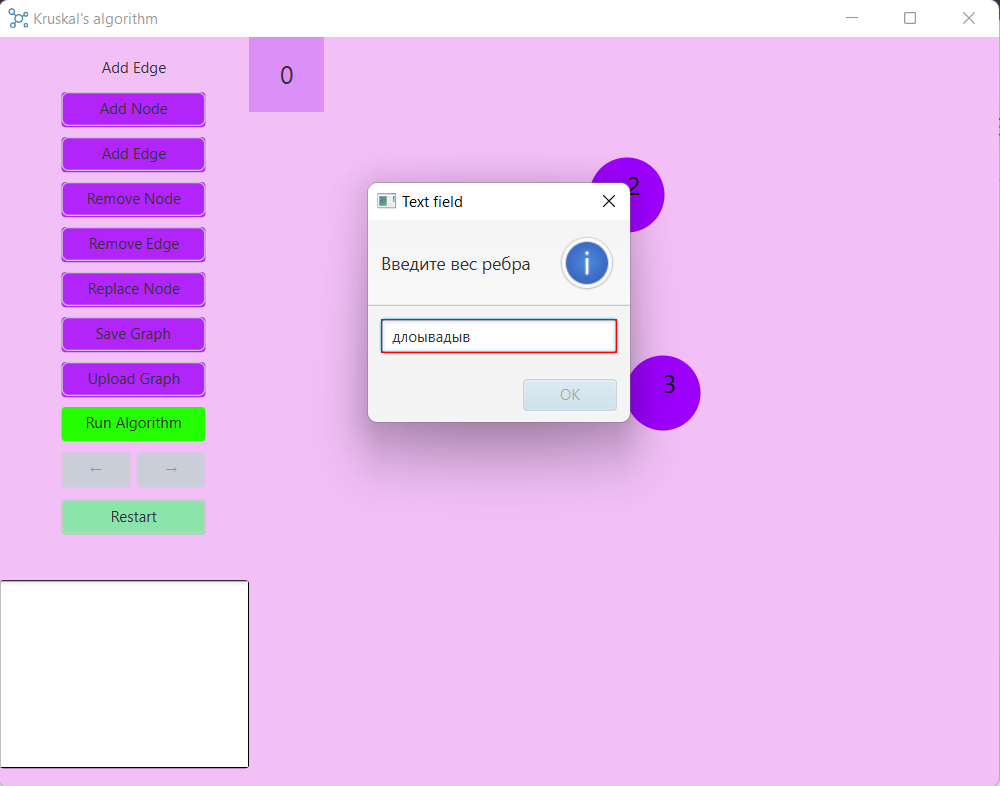 Kruskal's algorithm
Add Edge
0
Add Node
Add Edge
Remove Node
Remove Edge
Replace Node
Save Graph
Upload Graph
Run Algorithm
← →
Restart
2
Text field
Введите вес ребра
i
длоывадыв
OK
3